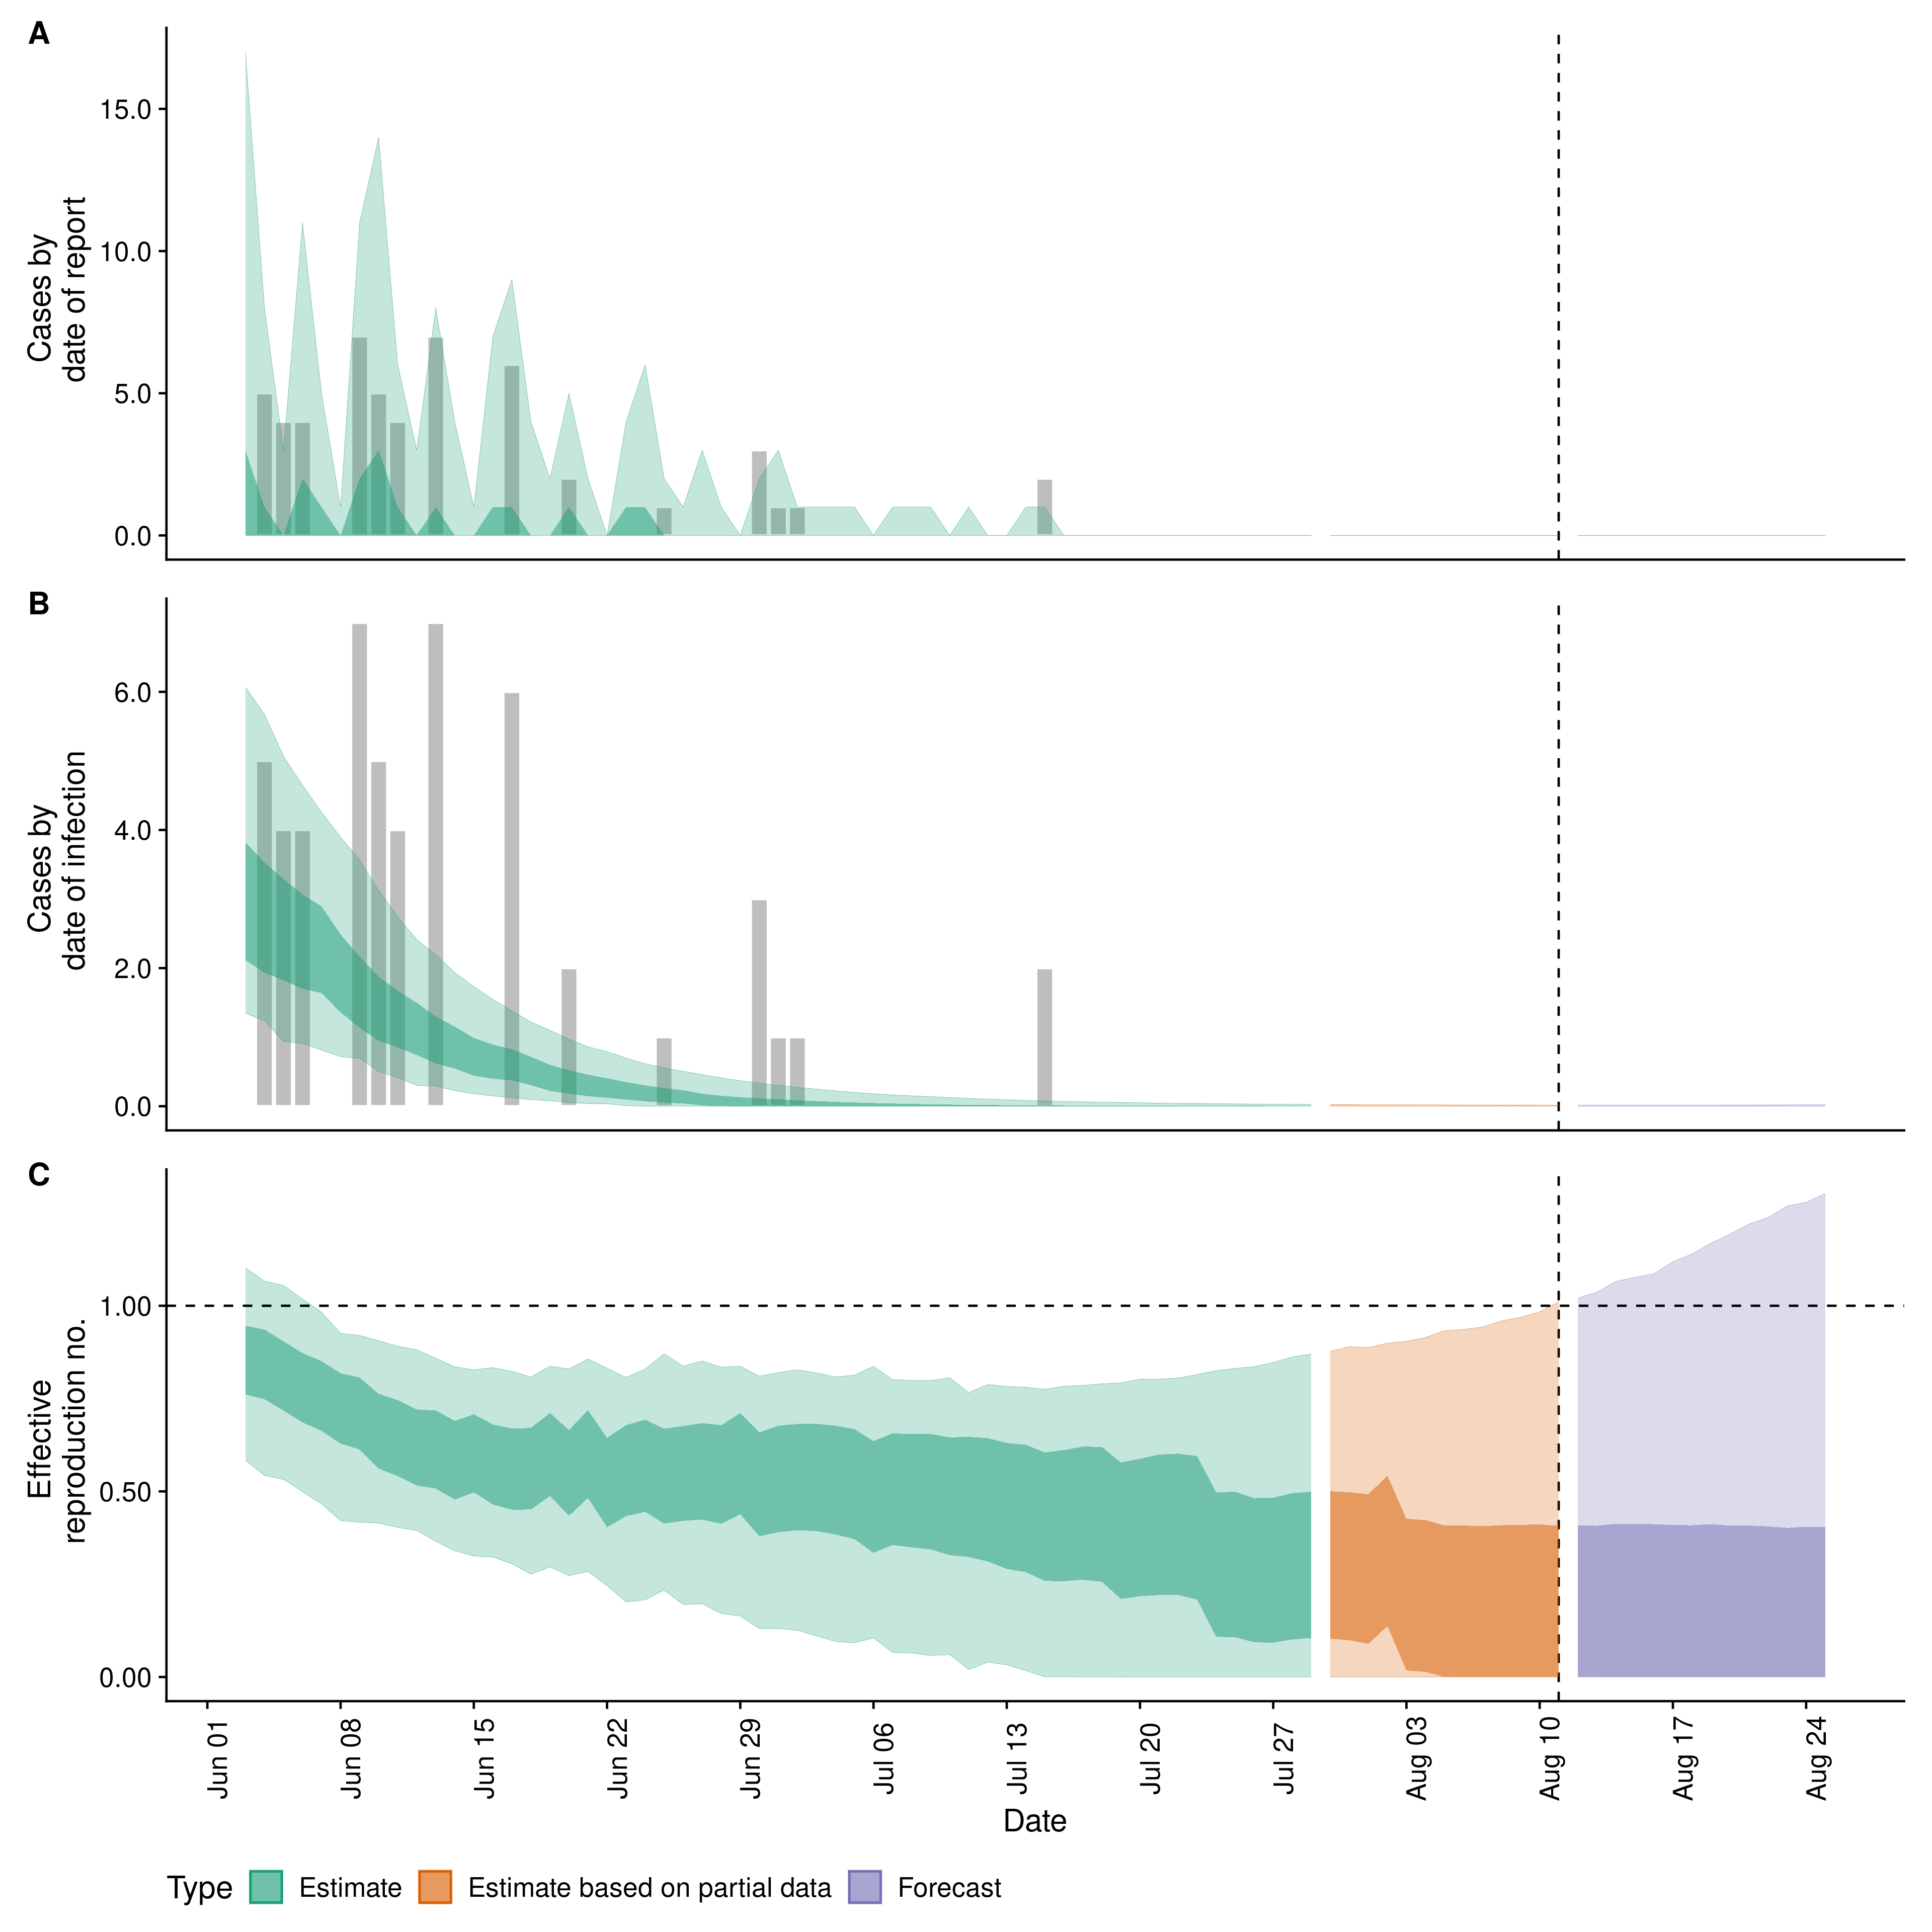 A
Cases by
date of report
15.0
10.0
5.0
0.0
B
Cases by
date of infection
6.0
4.0
2.0
0.0
C
Effective
reproduction no.
1.00
0.50
0.00
Jun 01
Jun 08
Jun 15
Jun 22
Jun 29
Jul 06
Jul 13
Jul 20
Jul 27
Aug 03
Aug 10
Aug 17
Aug 24
Date
Type Estimate Estimate based on partial data Forecast